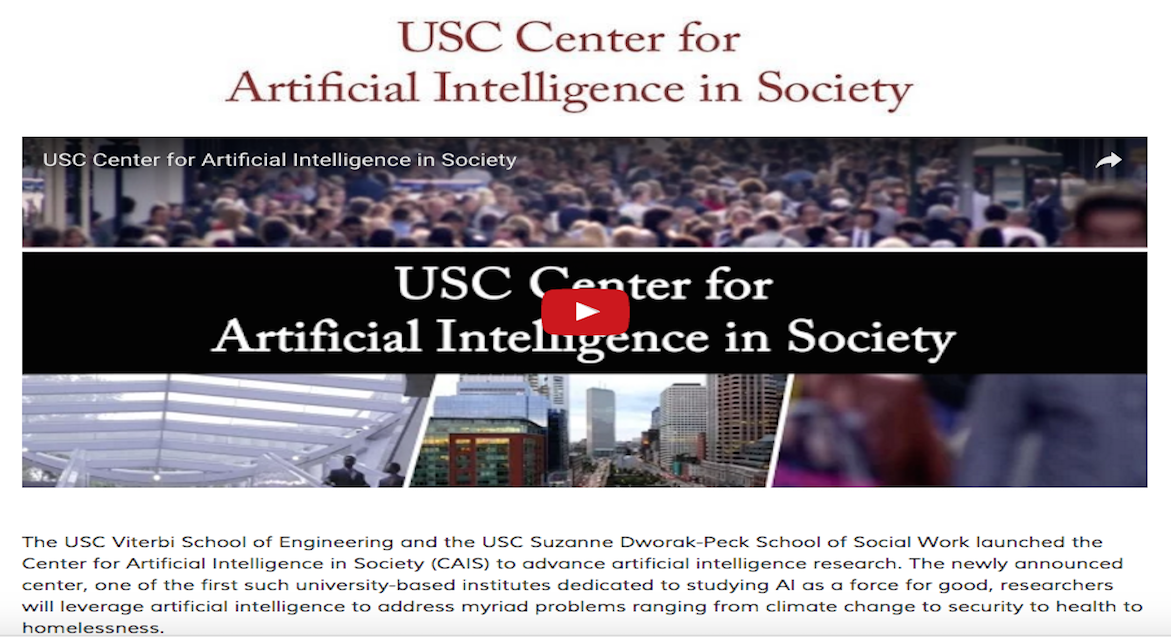 USC Center for
Artificial Intelligence in Society
USC Center for Artificial Intelligence in Society
USC Center for
Artificial Intelligence in Society
The USC Viterbi School of Engineering and the USC Suzanne Dworak-Peck School of Social Work launched the
Center for Artificial Intelligence in Society (CAIS) to advance artificial intelligence research. The newly announced
center, one of the first such university-based institutes dedicated to studying AI as a force for good, researchers
will leverage artificial intelligence to address myriad problems ranging from climate change to security to health to
homelessness.